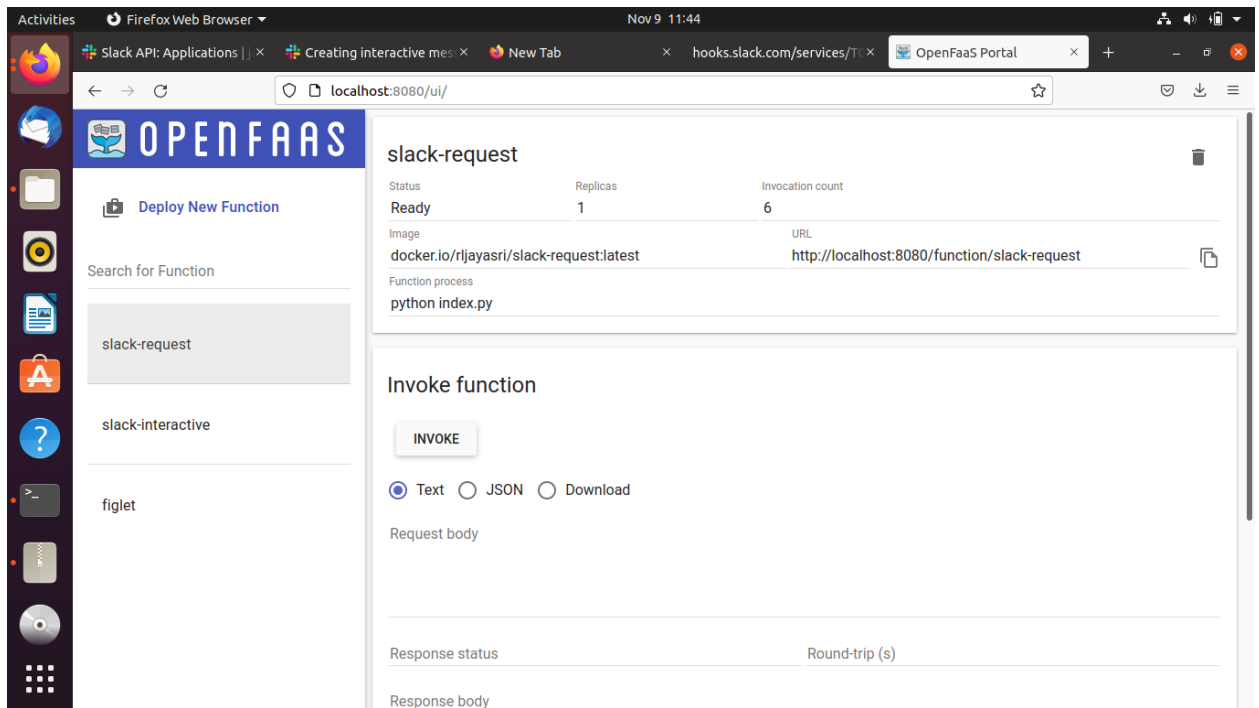 Activities Firefox Web Browser Nov 9 11:44
Slack API: Applications | j Creating interactive mess New Tab hooks.slack.com/services/T0 OpenFaaS Portal
localhost:8080/ui/
OPENFAAS
Deploy New Function
Search for Function
slack-request
slack-interactive
figlet
slack-request
Status Replicas Invocation count
Ready 1 6
Image URL
docker.io/rljayasri/slack-request:latest http://localhost:8080/function/slack-request
Function process
python index.py
Invoke function
INVOKE
Text JSON Download
Request body
Response status Round-trip (s)
Response body